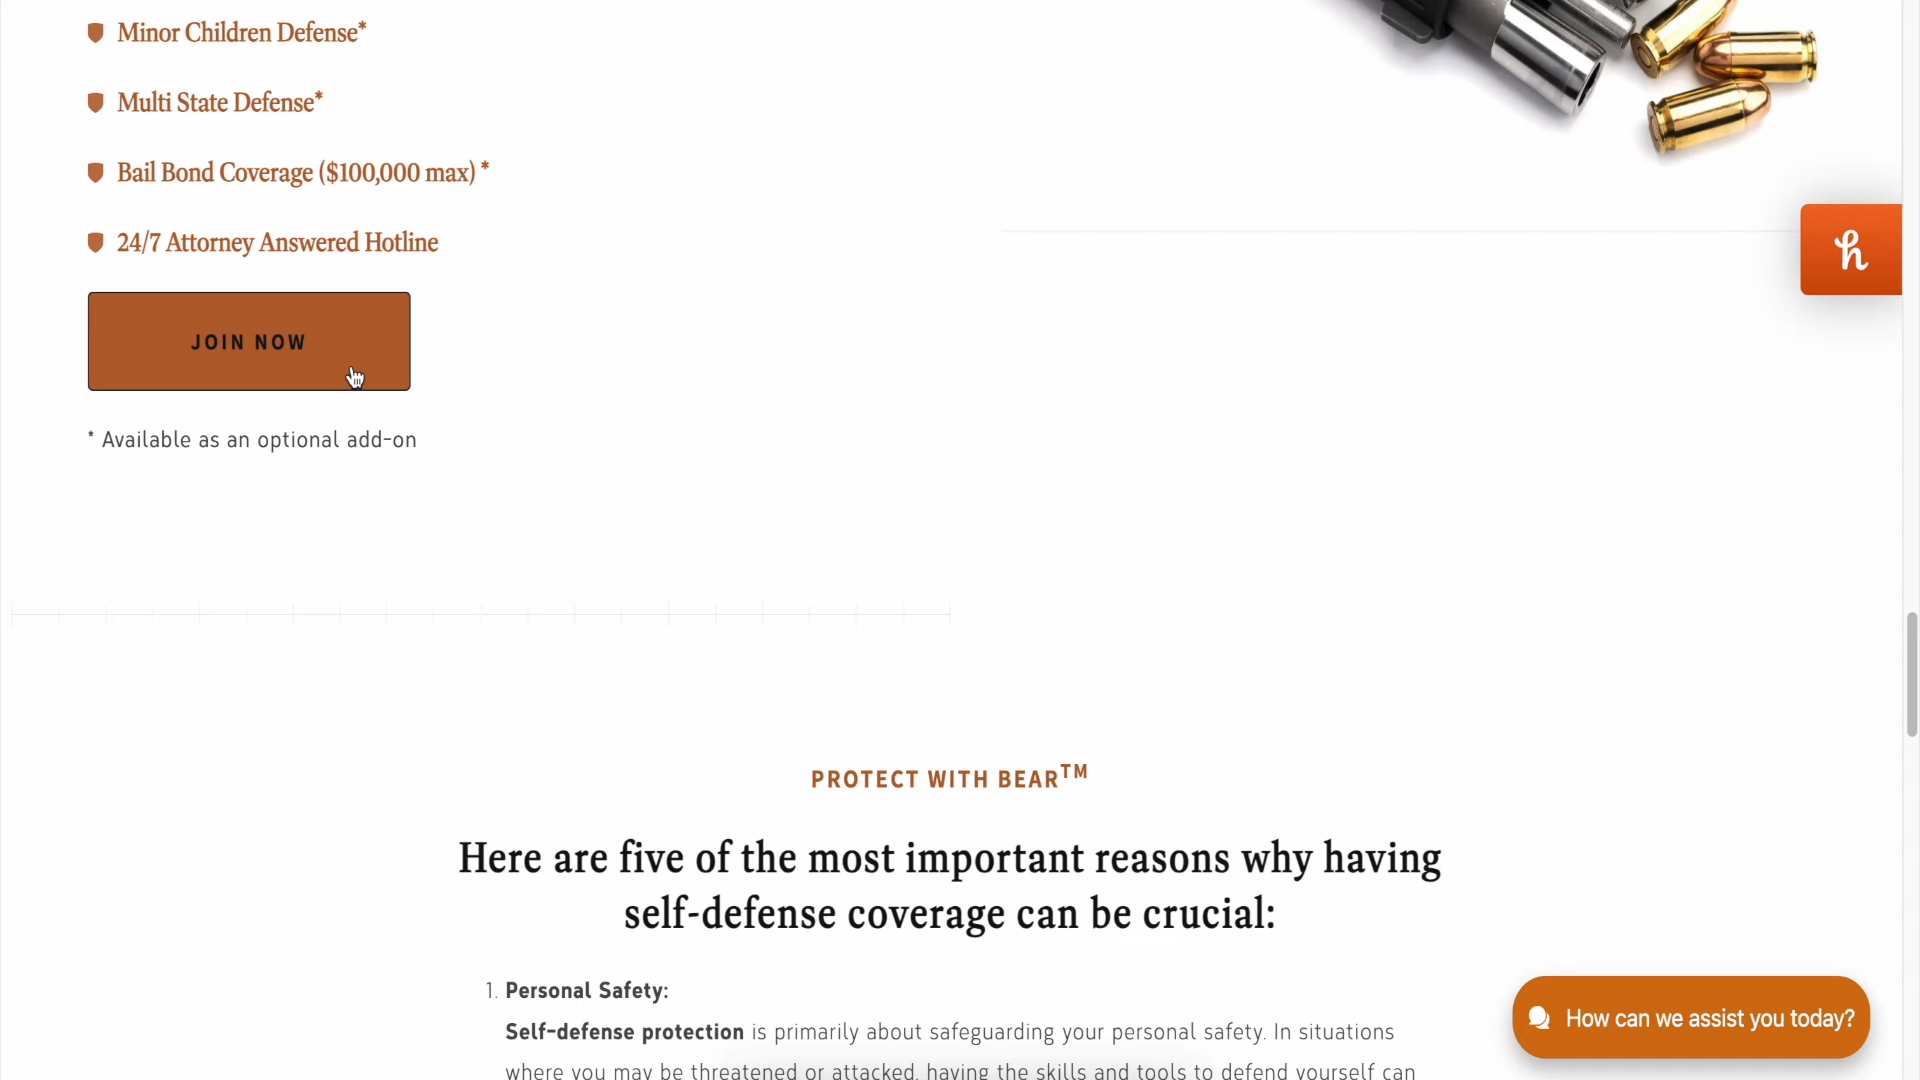 Minor Children Defense*
Multi State Defense*
Bail Bond Coverage ($100,000 max) *
24/7 Attorney Answered Hotline
h
JOIN NOW
* Available as an optional add-on
PROTECT WITH BEAR™
Here are five of the most important reasons why having
self-defense coverage can be crucial:
1. Personal Safety:
Self-defense protection is primarily about safeguarding your personal safety. In situations
where you may be threatened or attacked, having the skills and tools to defend yourself can
How can we assist you today?